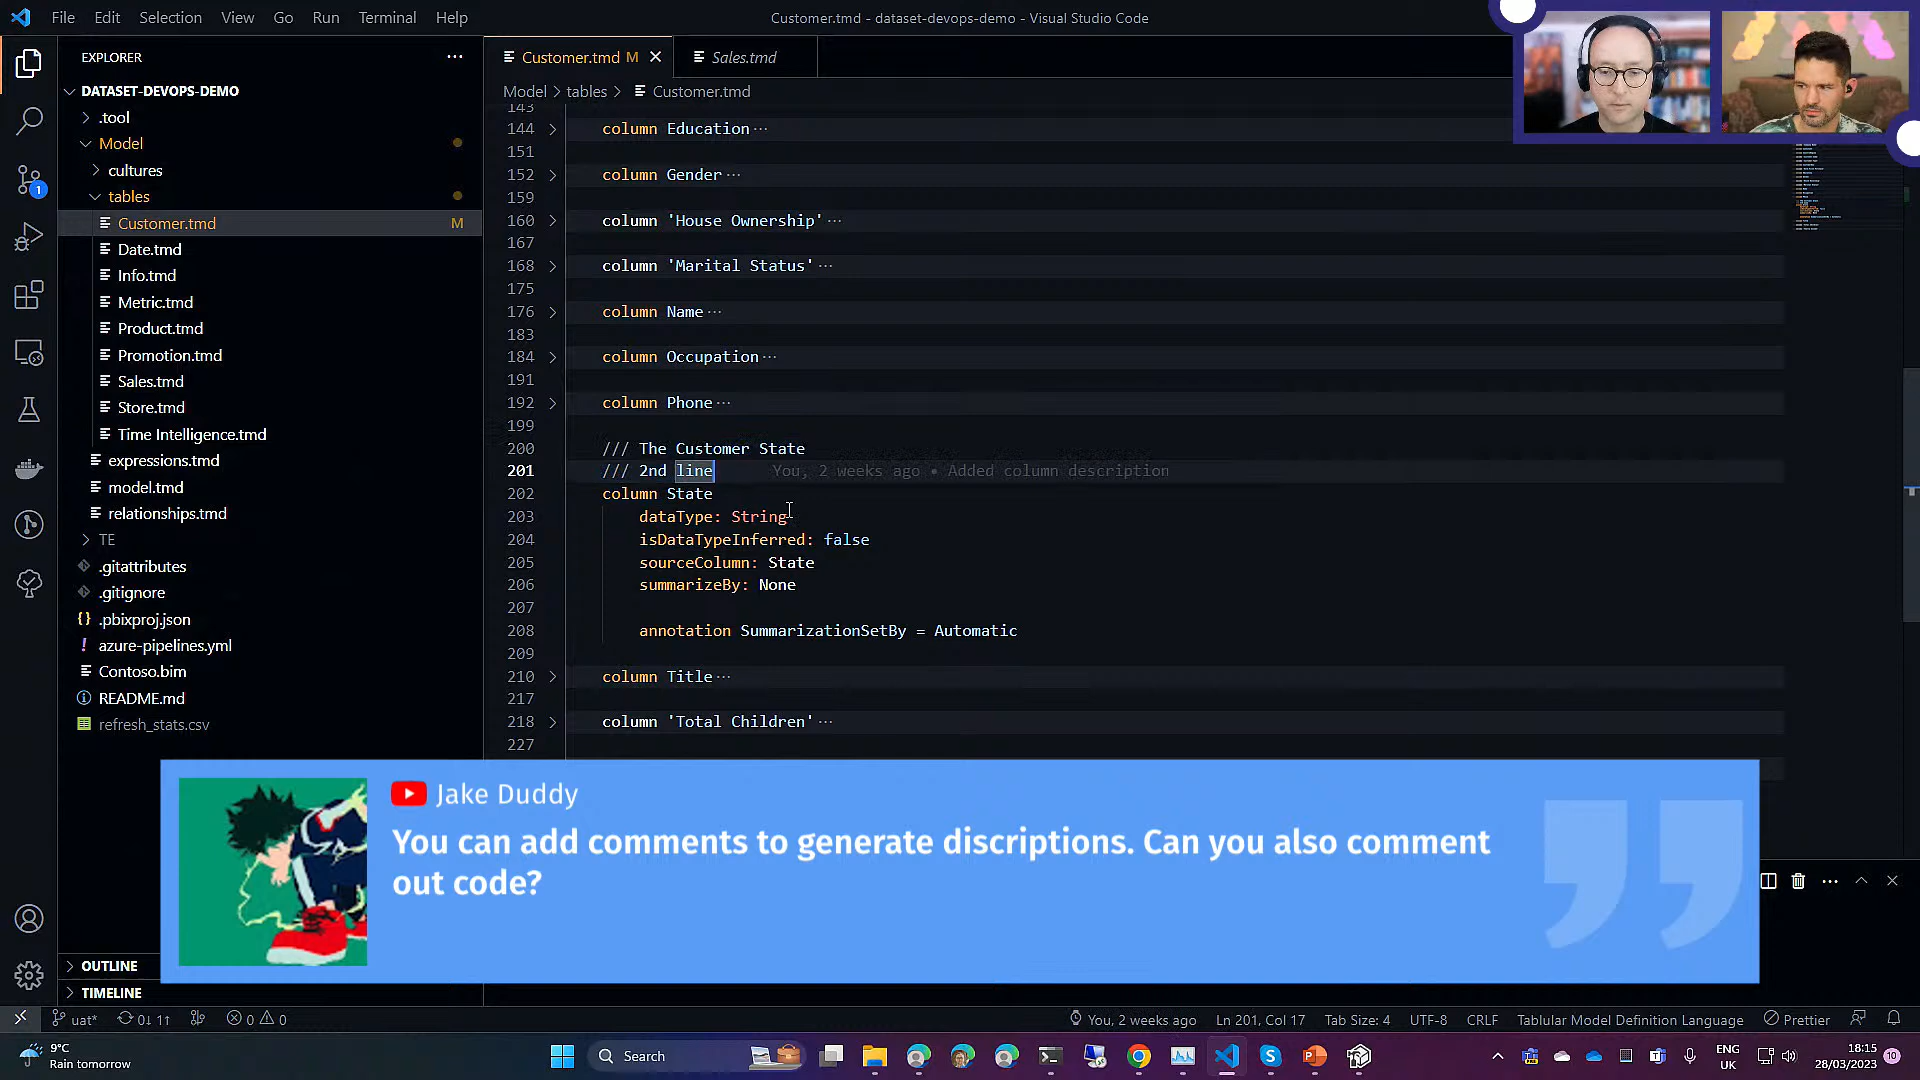 File Edit Selection View Go Run Terminal Help
Customer.tmd - dataset-devops-demo - Visual Studio Code
EXPLORER
DATASET-DEVOPS-DEMO
.tool
Model
cultures
tables
Customer.tmd M
Date.tmd
Info.tmd
Metric.tmd
Product.tmd
Promotion.tmd
Sales.tmd
Store.tmd
Time Intelligence.tmd
expressions.tmd
model.tmd
relationships.tmd
TE
.gitattributes
.gitignore
{} .pbixproj.json
! azure-pipelines.yml
Contoso.bim
README.md
refresh_stats.csv
OUTLINE
TIMELINE
1
Customer.tmd M
Sales.tmd
Model > tables > Customer.tmd
143
144 column Education ...
151
152 column Gender ...
159
160 column 'House Ownership' ...
167
168 column 'Marital Status' ...
175
176 column Name ...
183
184 column Occupation ...
191
192 column Phone ...
199
200 /// The Customer State
201 /// 2nd line You, 2 weeks ago • Added column description
202 column State
203 dataType: String
204 isDataTypeInferred: false
205 sourceColumn: State
206 summarizeBy: None
207
208 annotation SummarizationSetBy = Automatic
209
210 column Title ...
217
218 column 'Total Children' ...
227
Jake Duddy
You can add comments to generate discriptions. Can you also comment
out code?
uat* 0↓ 1↑ 0 0
You, 2 weeks ago Ln 201, Col 17 Tab Size: 4 UTF-8 CRLF Tablular Model Definition Language Prettier
9°C
Rain tomorrow
Search
ENG
UK
18:15
28/03/2023
10